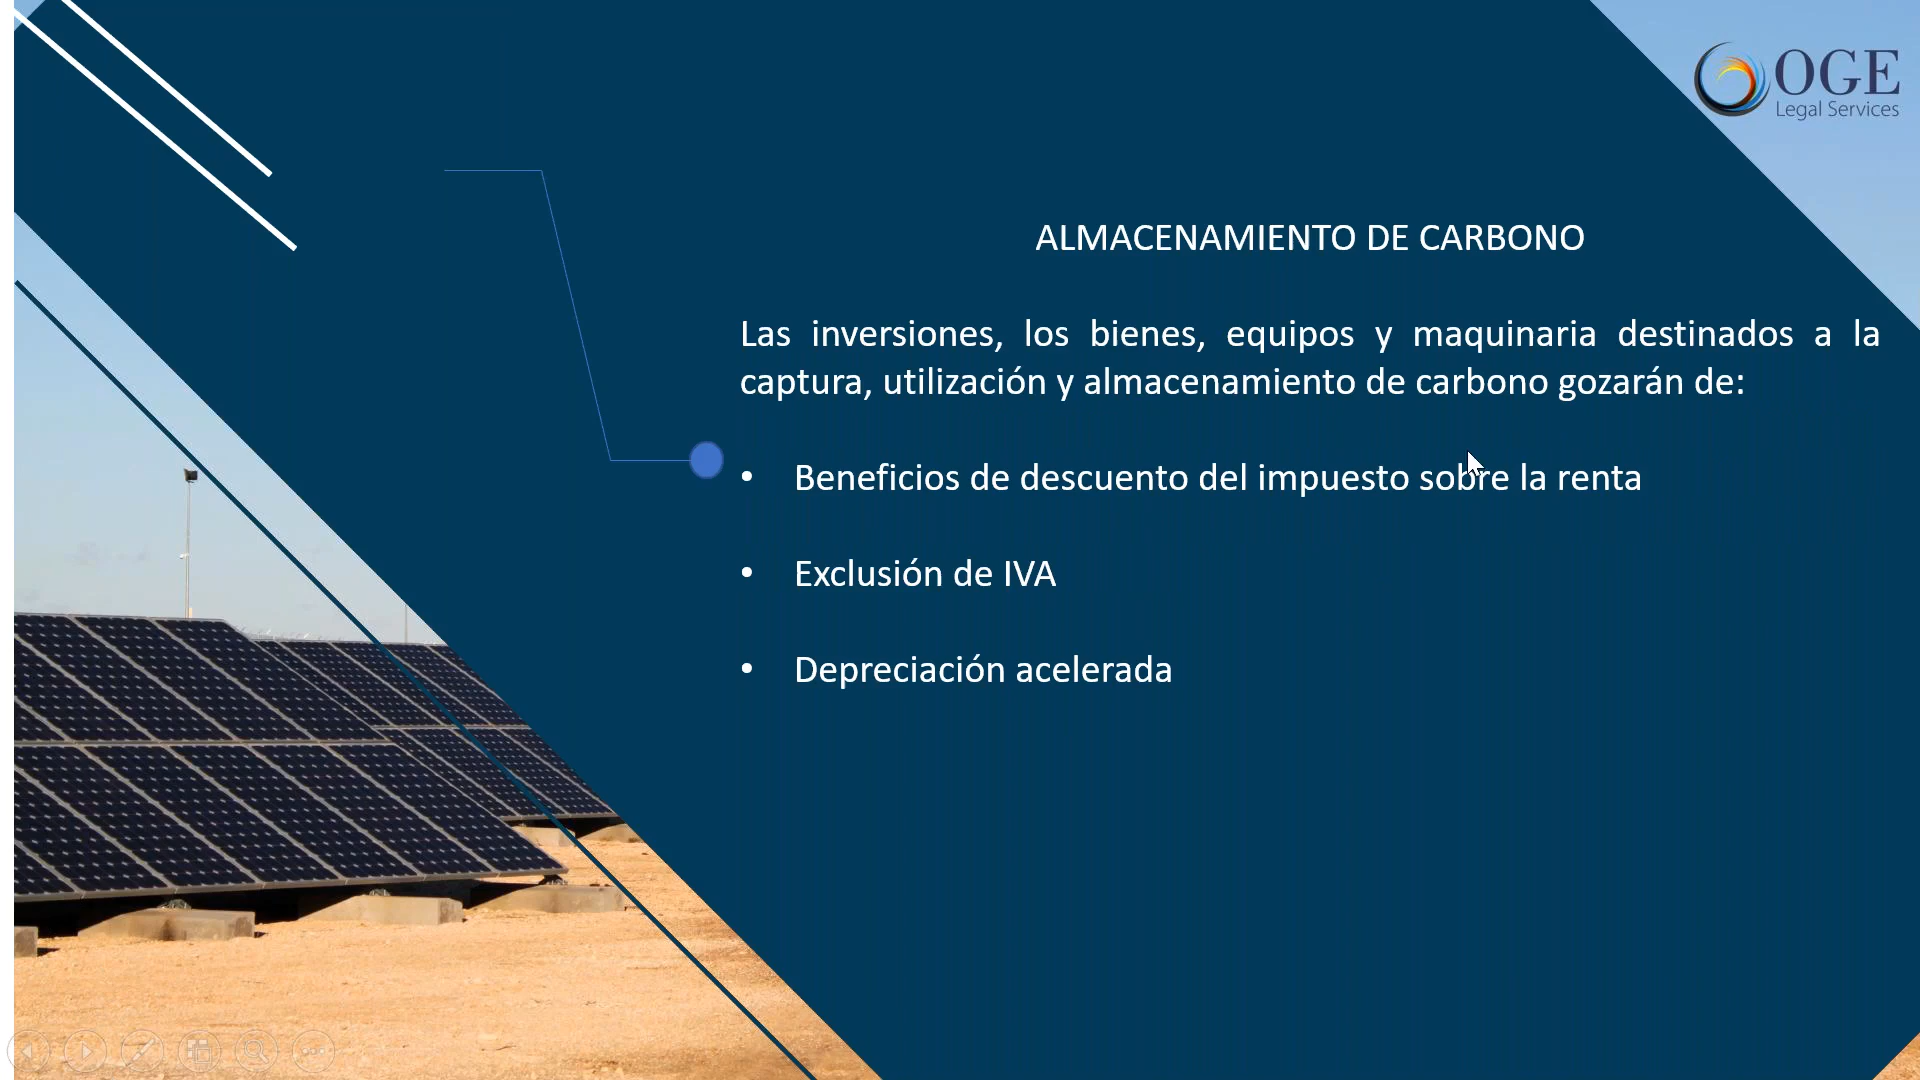 OGE
Legal Services
ALMACENAMIENTO DE CARBONO
Las inversiones, los bienes, equipos y maquinaria destinados a la
captura, utilización y almacenamiento de carbono gozarán de:
• Beneficios de descuento del impuesto sobre la renta
• Exclusión de IVA
• Depreciación acelerada